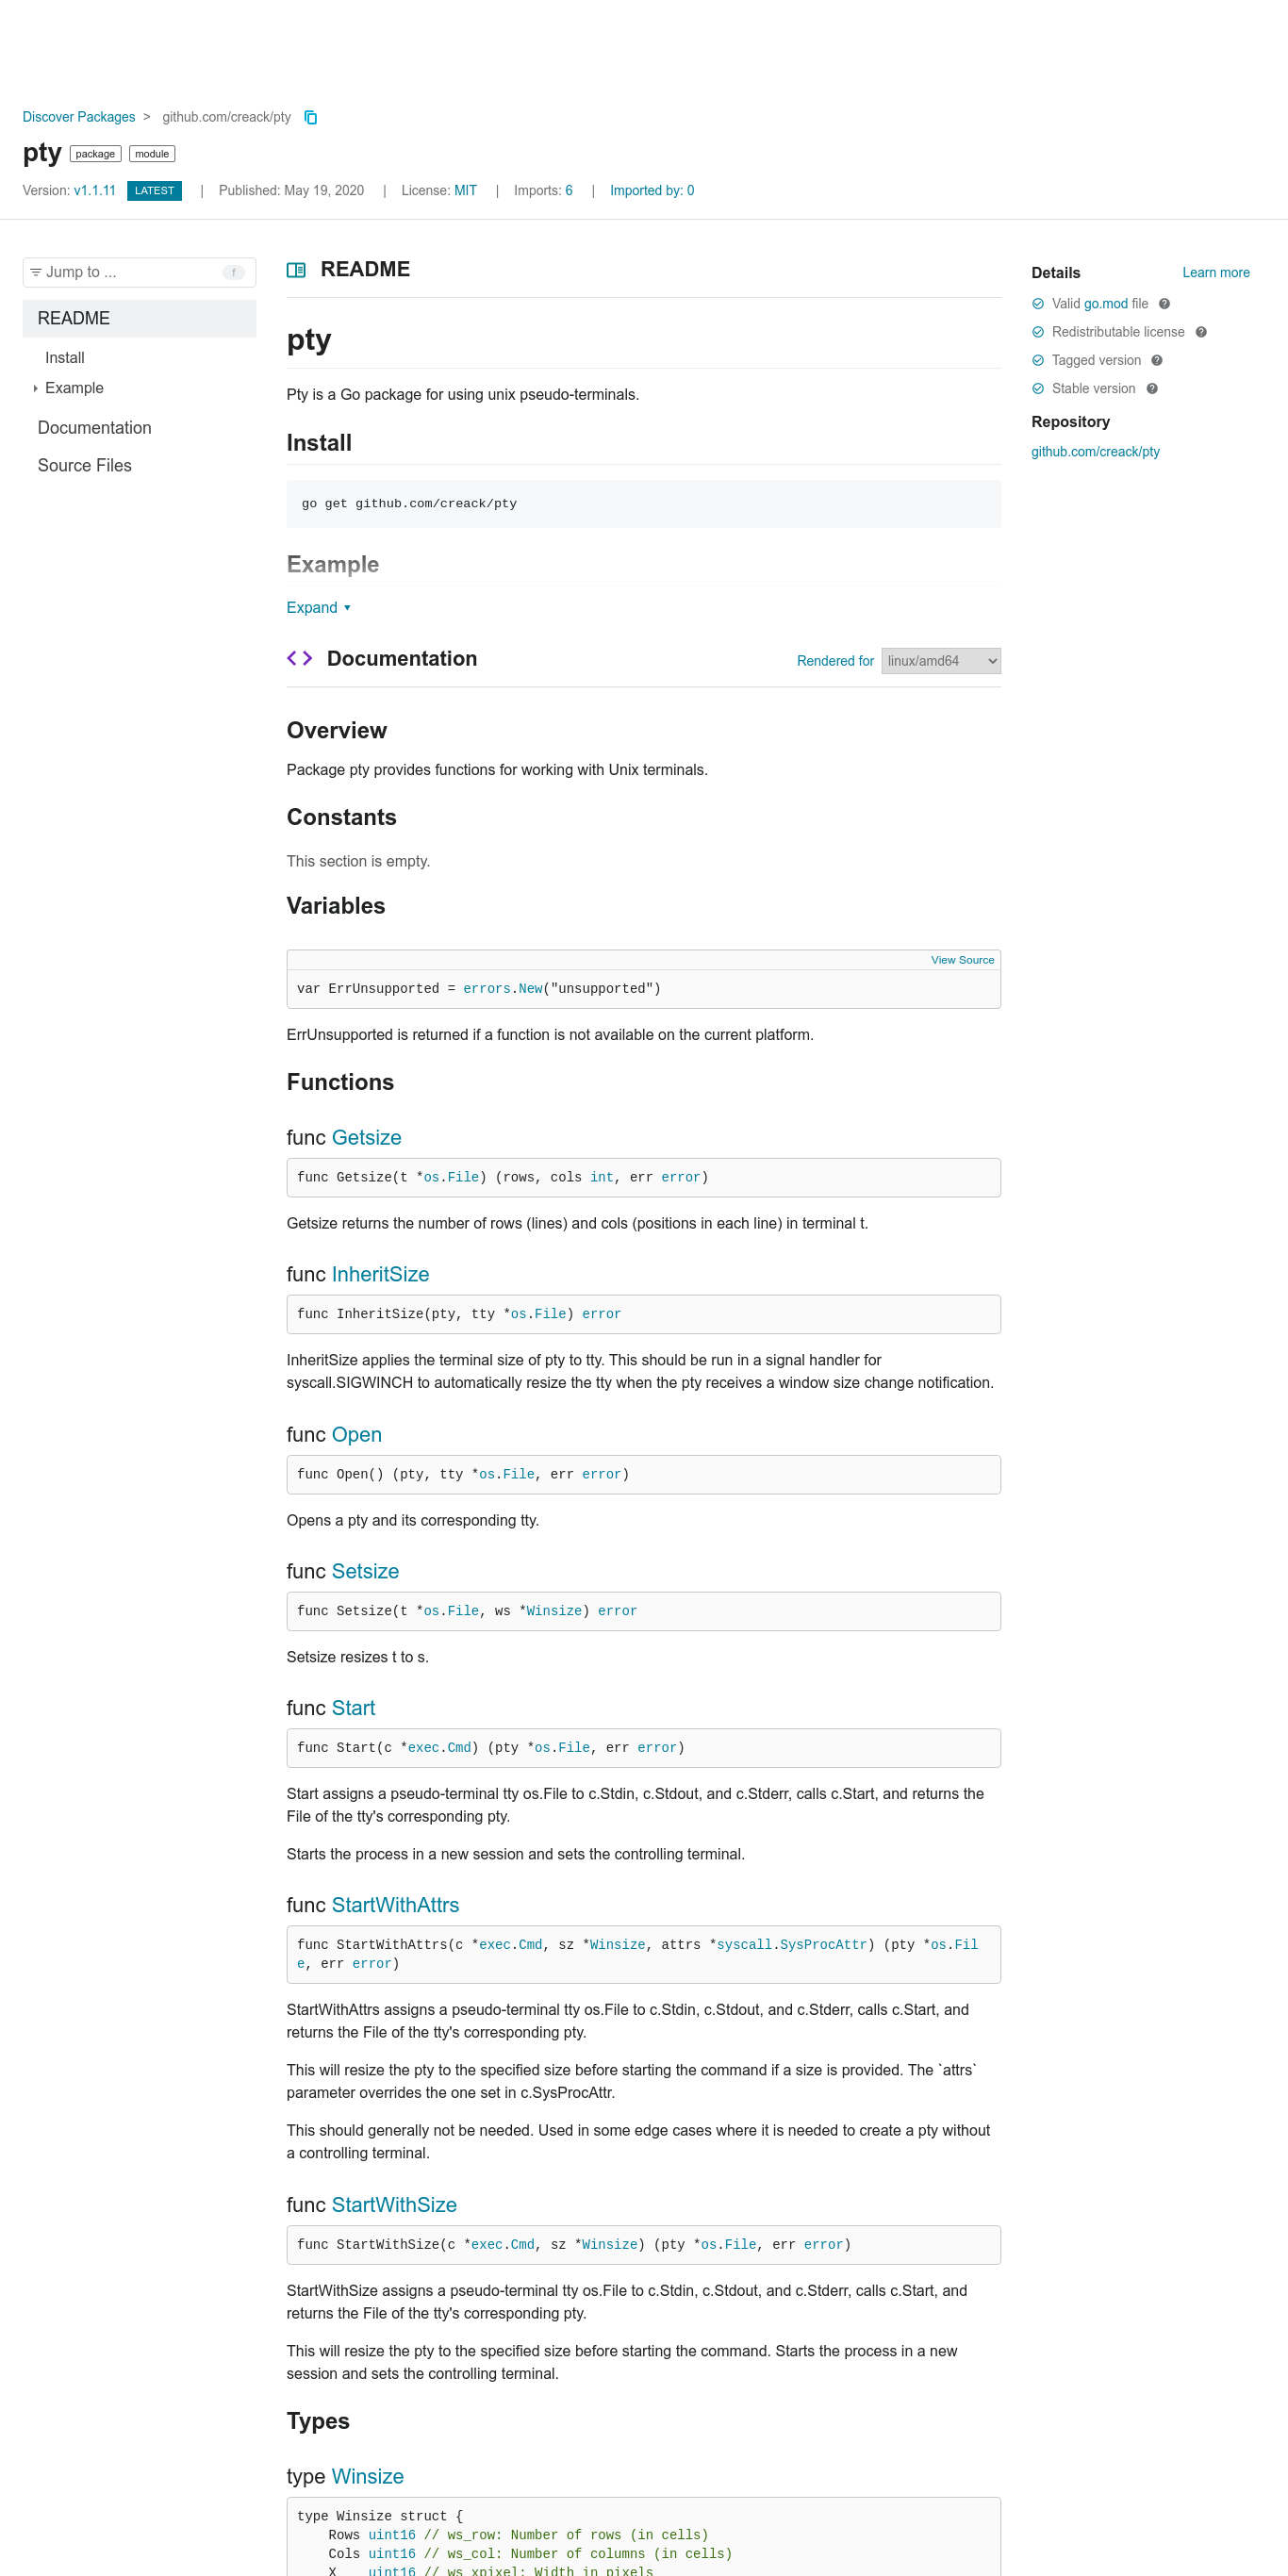 Discover Packages > github.com/creack/pty
pty package module
Version: v1.1.11 LATEST | Published: May 19, 2020 | License: MIT | Imports: 6 | Imported by: 0
Jump to ... f
README
Install
Example
Documentation
Source Files
README
pty
Pty is a Go package for using unix pseudo-terminals.
Install
go get github.com/creack/pty
Example
Expand ▼
Documentation
Rendered for linux/amd64
Overview
Package pty provides functions for working with Unix terminals.
Constants
This section is empty.
Variables
View Source
var ErrUnsupported = errors.New("unsupported")
ErrUnsupported is returned if a function is not available on the current platform.
Functions
func Getsize
func Getsize(t *os.File) (rows, cols int, err error)
Getsize returns the number of rows (lines) and cols (positions in each line) in terminal t.
func InheritSize
func InheritSize(pty, tty *os.File) error
InheritSize applies the terminal size of pty to tty. This should be run in a signal handler for
syscall.SIGWINCH to automatically resize the tty when the pty receives a window size change notification.
func Open
func Open() (pty, tty *os.File, err error)
Opens a pty and its corresponding tty.
func Setsize
func Setsize(t *os.File, ws *Winsize) error
Setsize resizes t to s.
func Start
func Start(c *exec.Cmd) (pty *os.File, err error)
Start assigns a pseudo-terminal tty os.File to c.Stdin, c.Stdout, and c.Stderr, calls c.Start, and returns the
File of the tty's corresponding pty.
Starts the process in a new session and sets the controlling terminal.
func StartWithAttrs
func StartWithAttrs(c *exec.Cmd, sz *Winsize, attrs *syscall.SysProcAttr) (pty *os.Fil
e, err error)
StartWithAttrs assigns a pseudo-terminal tty os.File to c.Stdin, c.Stdout, and c.Stderr, calls c.Start, and
returns the File of the tty's corresponding pty.
This will resize the pty to the specified size before starting the command if a size is provided. The `attrs`
parameter overrides the one set in c.SysProcAttr.
This should generally not be needed. Used in some edge cases where it is needed to create a pty without
a controlling terminal.
func StartWithSize
func StartWithSize(c *exec.Cmd, sz *Winsize) (pty *os.File, err error)
StartWithSize assigns a pseudo-terminal tty os.File to c.Stdin, c.Stdout, and c.Stderr, calls c.Start, and
returns the File of the tty's corresponding pty.
This will resize the pty to the specified size before starting the command. Starts the process in a new
session and sets the controlling terminal.
Types
type Winsize
type Winsize struct {
Rows uint16 // ws_row: Number of rows (in cells)
Cols uint16 // ws_col: Number of columns (in cells)
X uint16 // ws_xpixel: Width in pixels
Details Learn more
Valid go.mod file
Redistributable license
Tagged version
Stable version
Repository
github.com/creack/pty